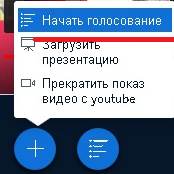 Начать голосование
Загрузить
презентацию
Прекратить показ
видео с youtube